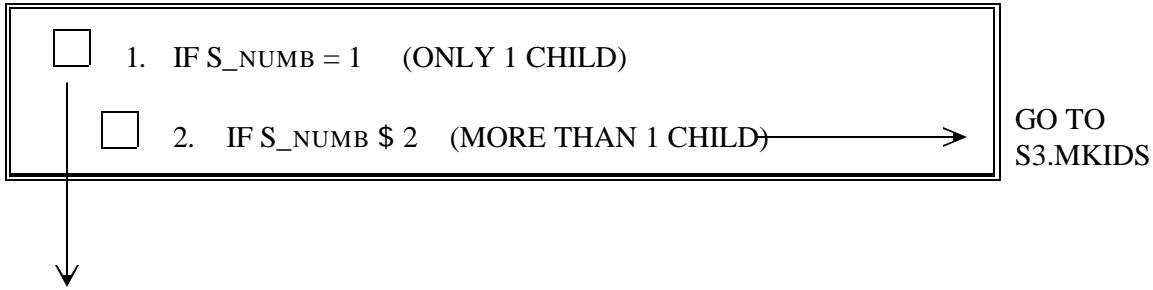 1. IF S_NUMB = 1 (ONLY 1 CHILD)
2. IF S_NUMB $ 2 (MORE THAN 1 CHILD)
GO TO
S3.MKIDS